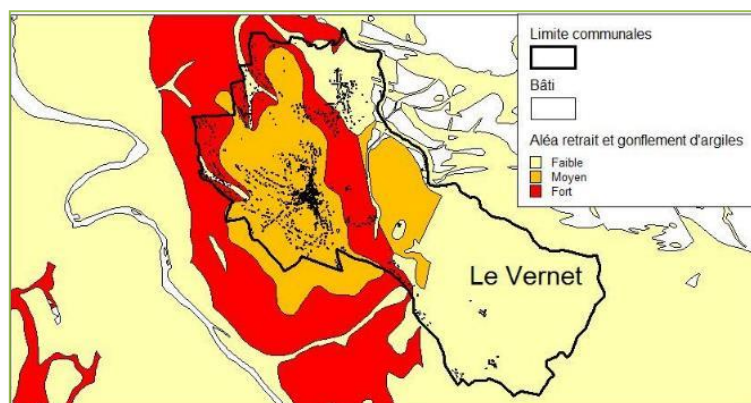 Limite communales
Bâti
Aléa retrait et gonflement d'argiles
Faible
Moyen
Fort
Le Vernet